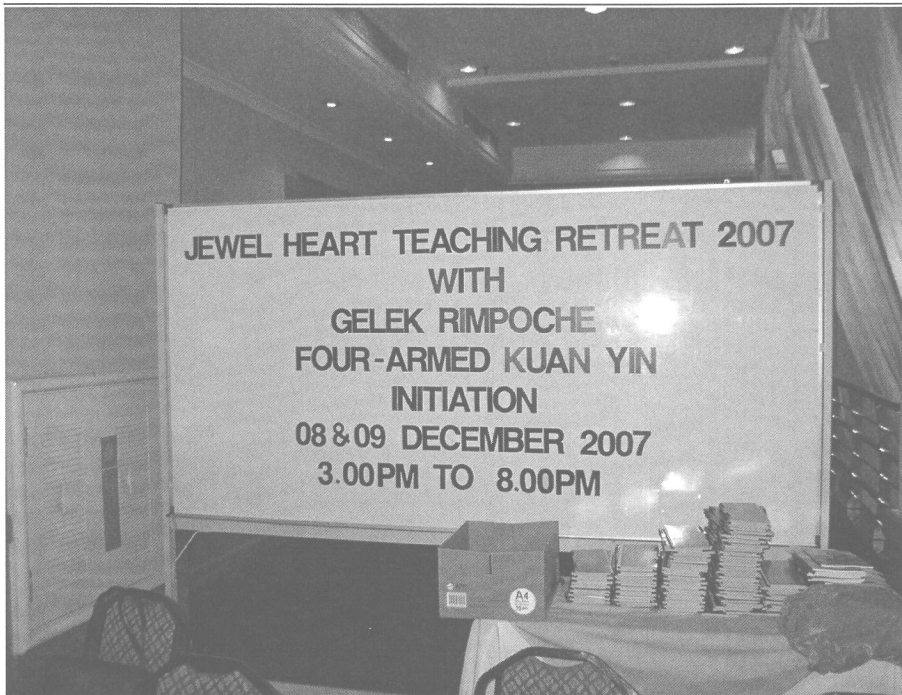 JEWEL HEART TEACHING RETREAT 2007
WITH
GELEK RIMPOCHE
FOUR-ARMED KUAN YIN
INITIATION
08 & 09 DECEMBER 2007
3.00PM TO 8.00PM
A4